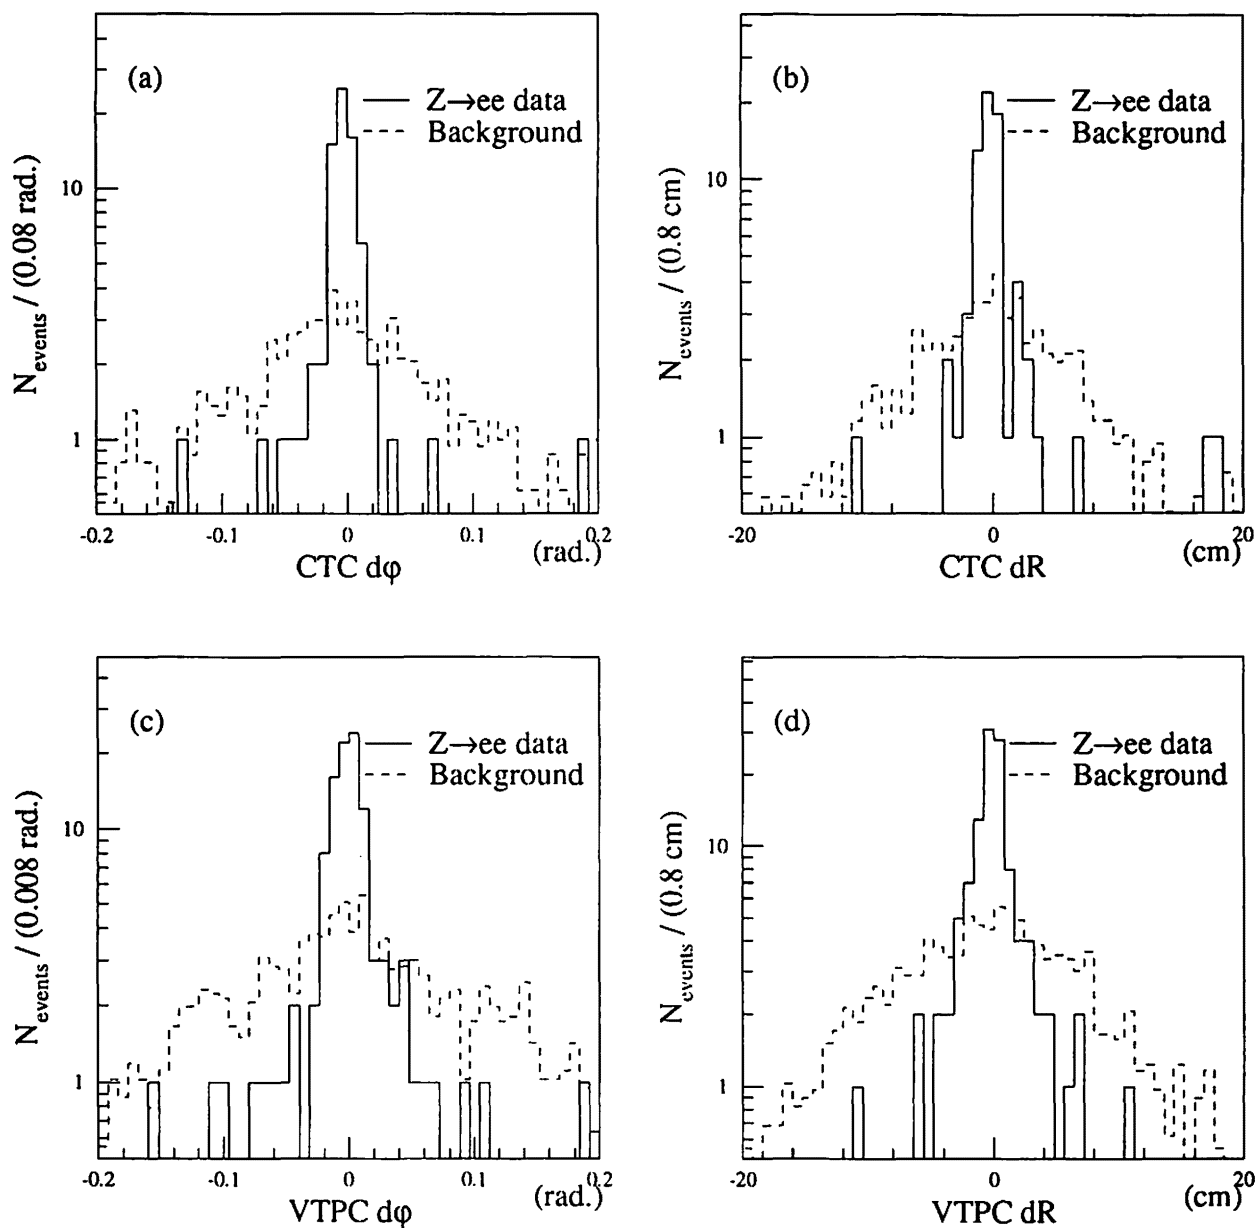 (a)
Z→ee data
Background
10
1
N_events / (0.08 rad.)
-0.2 -0.1 0 0.1 0.2
CTC dφ (rad.)
(b)
Z→ee data
Background
10
1
N_events / (0.8 cm)
-20 0 20
CTC dR (cm)
(c)
Z→ee data
Background
10
1
N_events / (0.008 rad.)
-0.2 -0.1 0 0.1 0.2
VTPC dφ (rad.)
(d)
Z→ee data
Background
10
1
N_events / (0.8 cm)
-20 0 20
VTPC dR (cm)